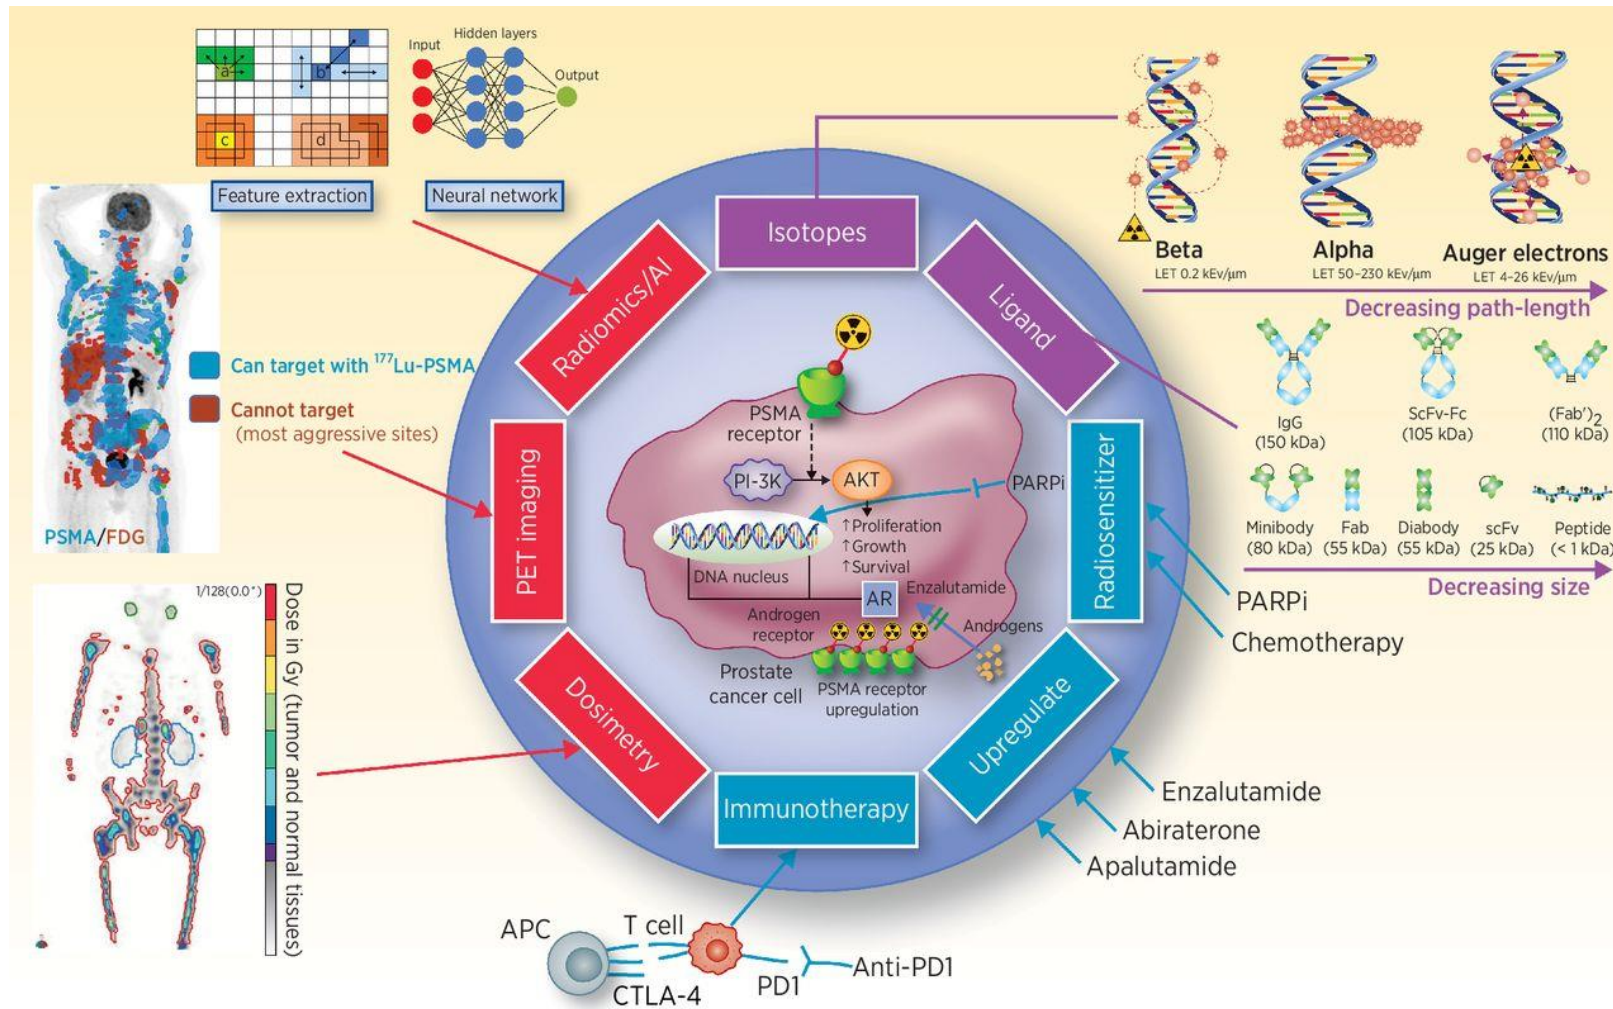 Input
Hidden layers
Output
a
b
c
d
Feature extraction
Neural network
Can target with 177Lu-PSMA
Cannot target
(most aggressive sites)
PSMA/FDG
1/128(0.0°)
Dose in Gy (tumor and normal tissues)
Radiomics/AI
PET imaging
Dosimetry
Isotopes
Ligand
Radiosensitizer
Upregulate
Immunotherapy
PSMA
receptor
PI-3K
AKT
PARPi
↑Proliferation
↑Growth
↑Survival
DNA nucleus
AR
Enzalutamide
Androgen
receptor
Androgens
Prostate
cancer cell
PSMA receptor
upregulation
Beta
LET 0.2 kEv/µm
Alpha
LET 50–230 kEv/µm
Auger electrons
LET 4–26 kEv/µm
Decreasing path-length
IgG
(150 kDa)
ScFv-Fc
(105 kDa)
(Fab')2
(110 kDa)
Minibody
(80 kDa)
Fab
(55 kDa)
Diabody
(55 kDa)
scFv
(25 kDa)
Peptide
(< 1 kDa)
Decreasing size
PARPi
Chemotherapy
Enzalutamide
Abiraterone
Apalutamide
APC
T cell
CTLA-4
PD1
Anti-PD1